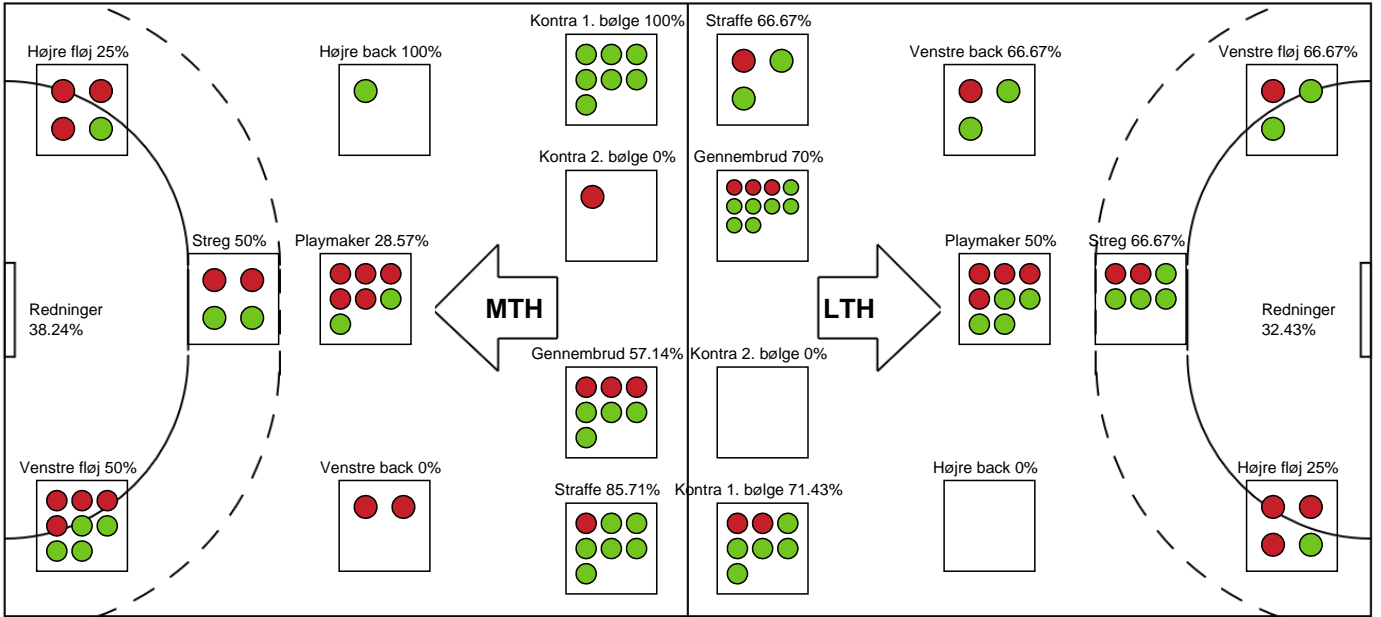 Kontra 1. bølge 100%
Straffe 66.67%
Højre fløj 25%
Højre back 100%
Venstre back 66.67%
Venstre fløj 66.67%
Kontra 2. bølge 0%
Gennembrud 70%
Streg 50%
Playmaker 28.57%
Playmaker 50%
Streg 66.67%
Redninger
38.24%
MTH
LTH
Redninger
32.43%
Gennembrud 57.14%
Kontra 2. bølge 0%
Venstre fløj 50%
Venstre back 0%
Højre back 0%
Højre fløj 25%
Straffe 85.71%
Kontra 1. bølge 71.43%